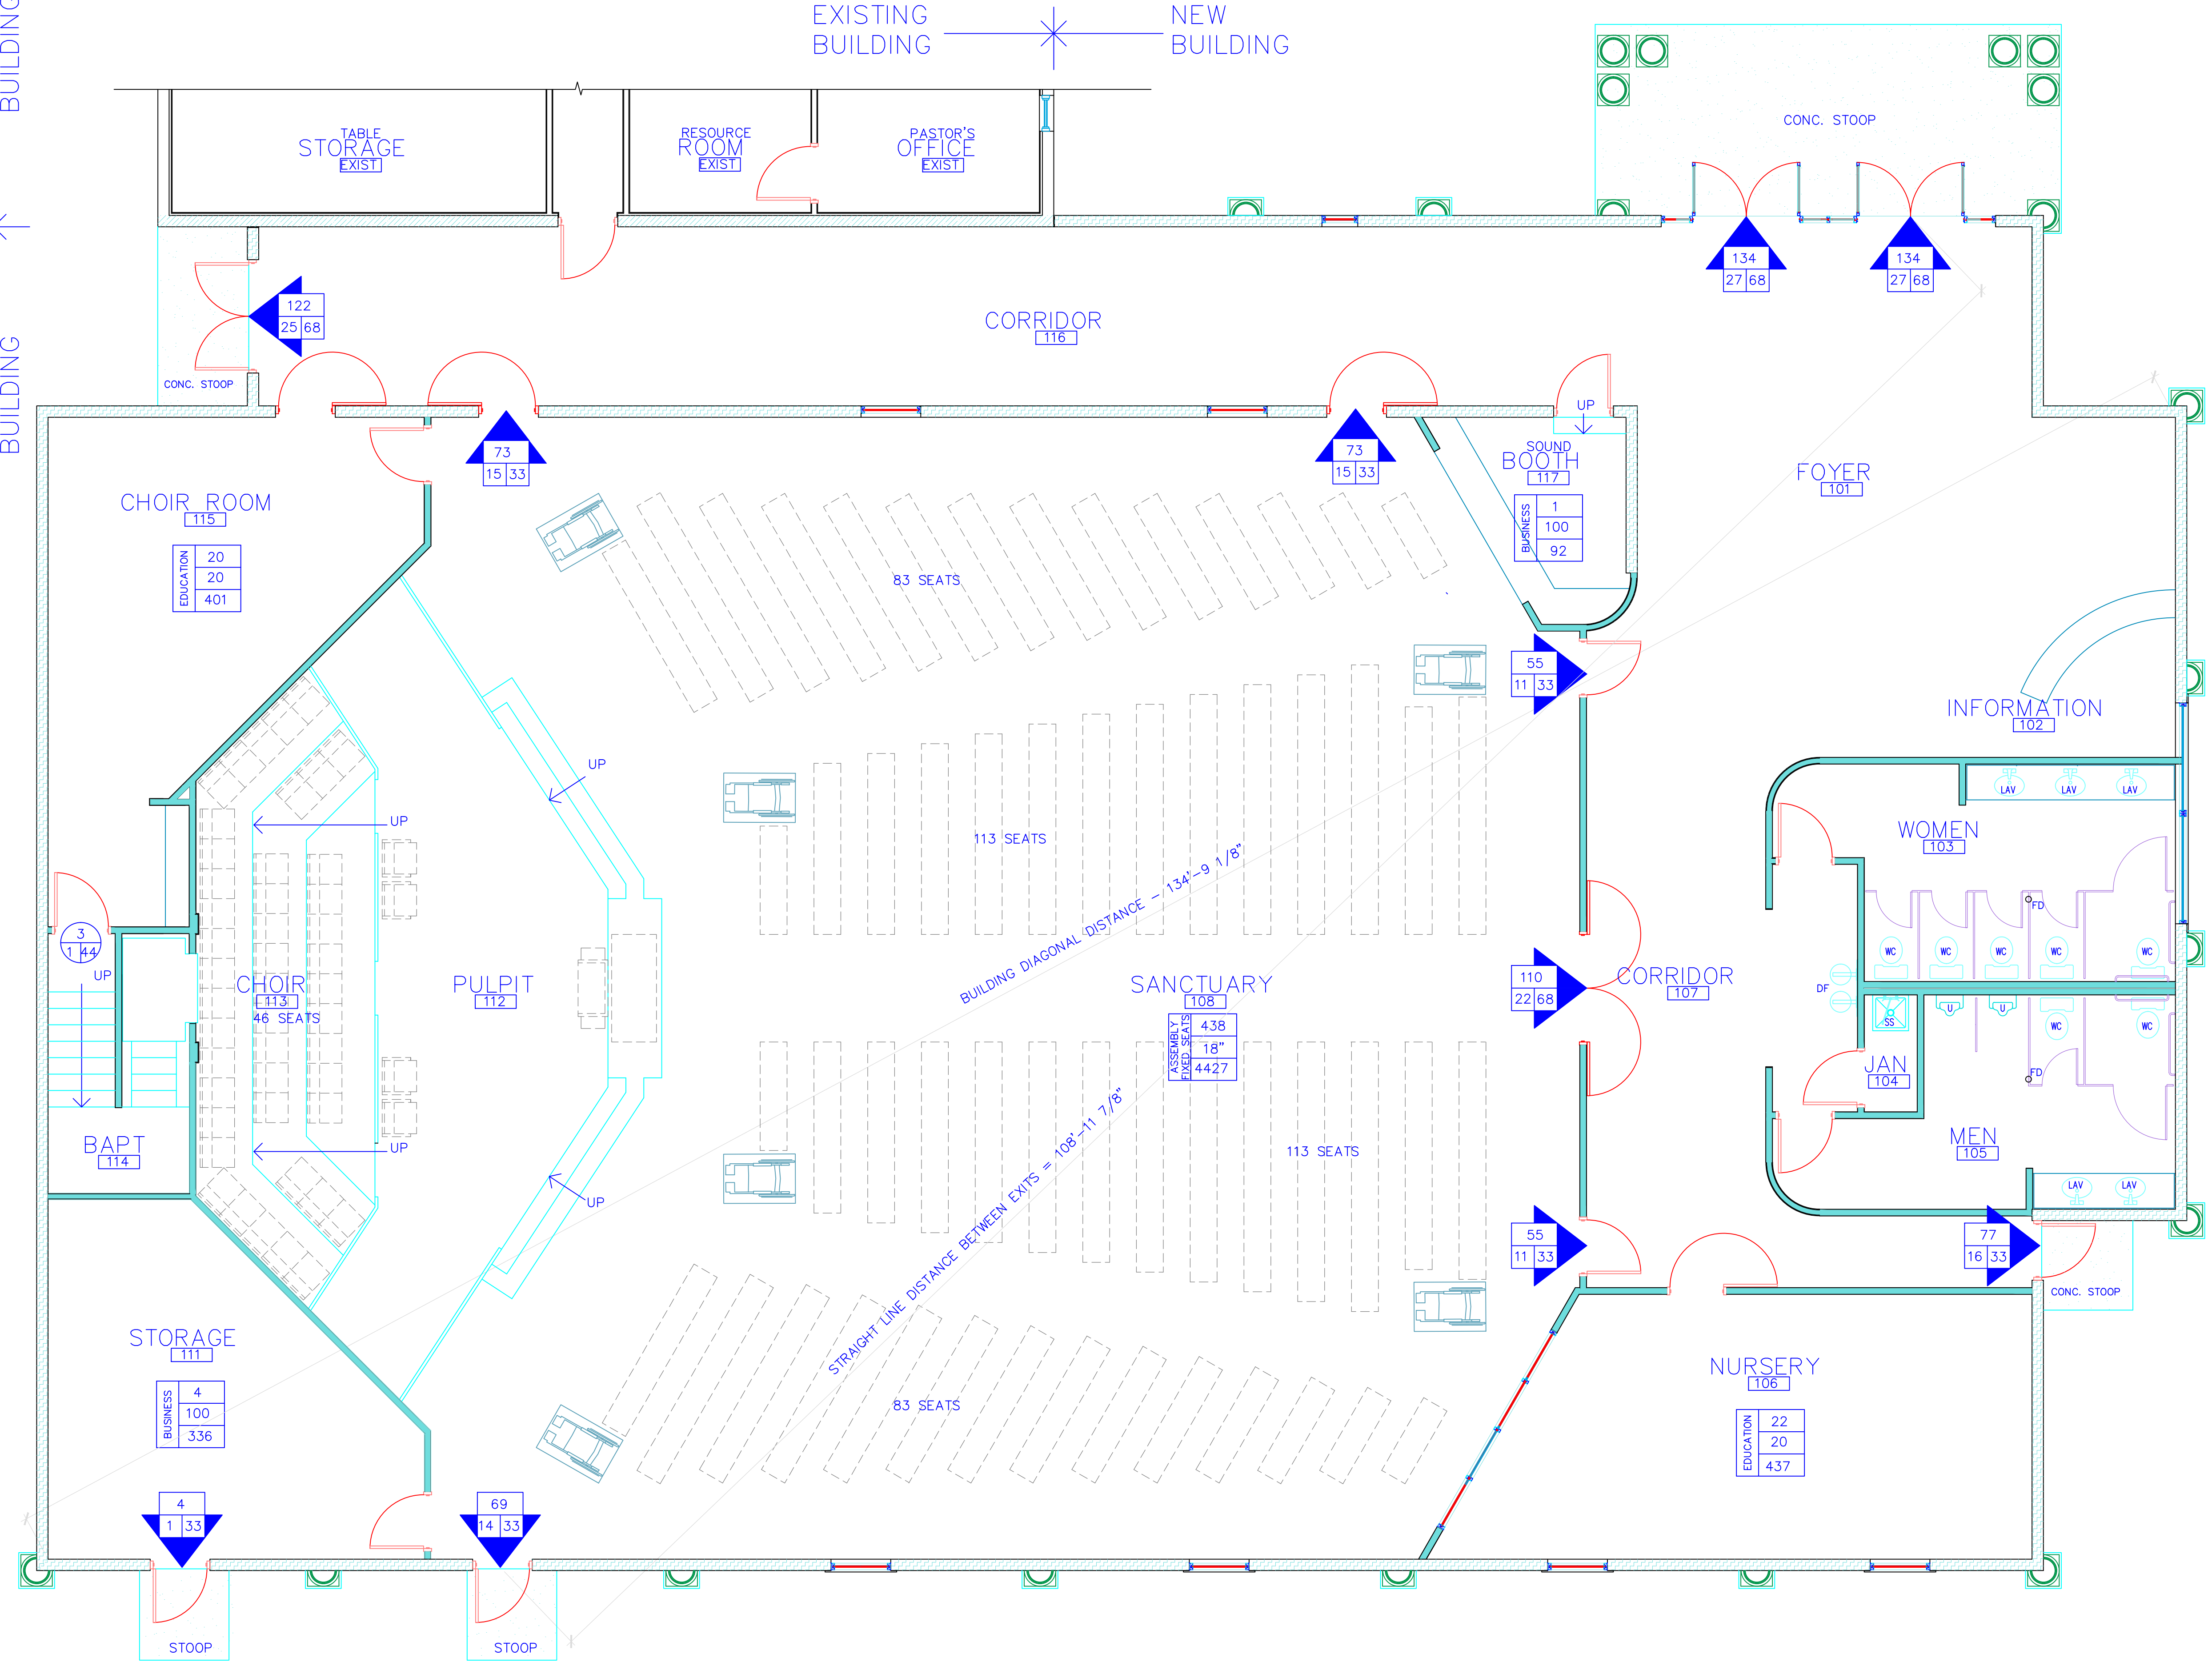 EXISTING
BUILDING
NEW
BUILDING
BUILDING
BUILDING
TABLE
STORAGE
EXIST
RESOURCE
ROOM
EXIST
PASTOR'S
OFFICE
EXIST
CONC. STOOP
134
27 68
134
27 68
122
25 68
CONC. STOOP
CORRIDOR
116
73
15 33
73
15 33
UP
SOUND
BOOTH
117
BUSINESS
1
100
92
FOYER
101
CHOIR ROOM
115
EDUCATION
20
20
401
83 SEATS
55
11 33
INFORMATION
102
UP
UP
113 SEATS
BUILDING DIAGONAL DISTANCE - 134'-9 1/8"
LAV
LAV
LAV
WOMEN
103
FD
WC
WC
WC
WC
WC
3
1 44
UP
CHOIR
113
46 SEATS
PULPIT
112
SANCTUARY
108
ASSEMBLY
FIXED SEATS
438
18"
4427
110
22 68
CORRIDOR
107
DF
SS
U
U
WC
WC
JAN
104
FD
BAPT
114
UP
UP
113 SEATS
STRAIGHT LINE DISTANCE BETWEEN EXITS = 108'-11 7/8"
MEN
105
LAV
LAV
55
11 33
77
16 33
CONC. STOOP
STORAGE
111
BUSINESS
4
100
336
83 SEATS
NURSERY
106
EDUCATION
22
20
437
4
1 33
69
14 33
STOOP
STOOP